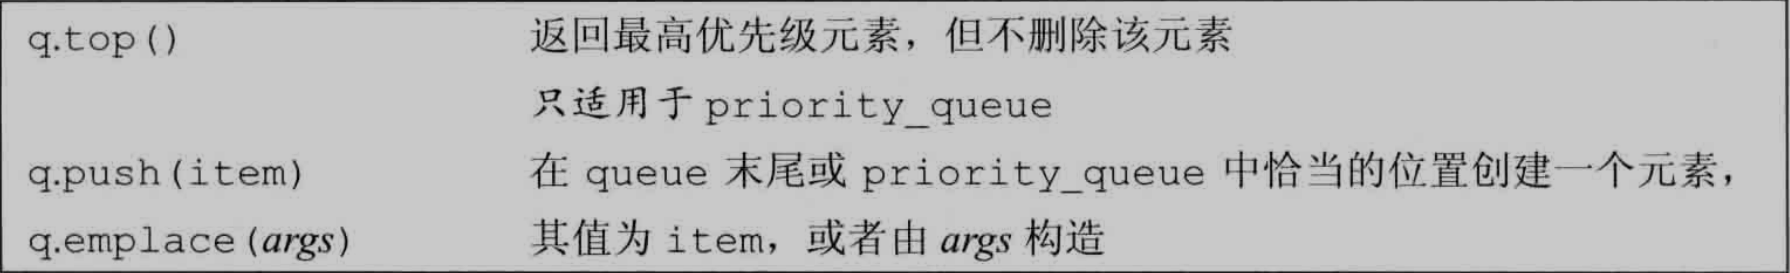 q.top() 返回最高优先级元素，但不删除该元素
只适用于 priority_queue
q.push(item) 在 queue 末尾或 priority_queue 中恰当的位置创建一个元素，
q.emplace(args) 其值为 item，或者由 args 构造